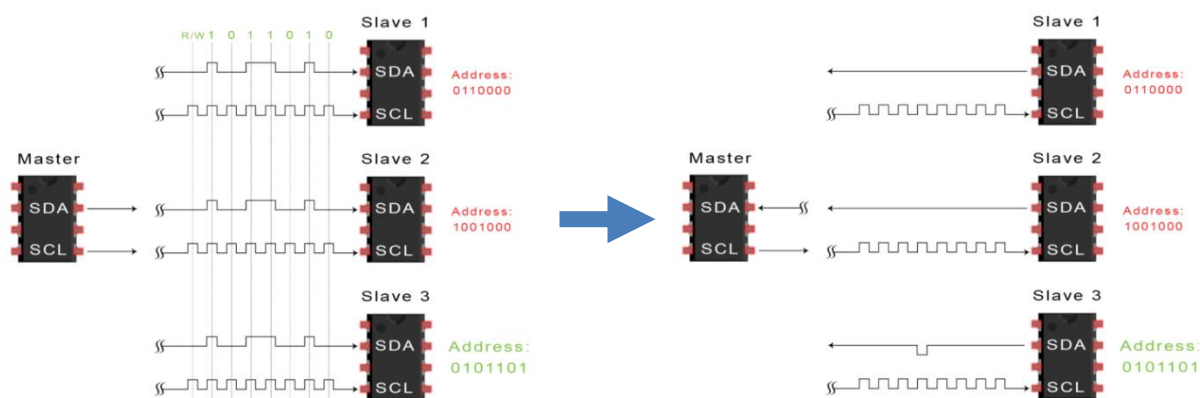 Slave 1
R/W 1 0 1 1 0 1 0
SDA
SCL
Address:
0110000
Master
SDA
SCL
Slave 2
SDA
SCL
Address:
1001000
Slave 3
SDA
SCL
Address:
0101101
Slave 1
SDA
SCL
Address:
0110000
Master
SDA
SCL
Slave 2
SDA
SCL
Address:
1001000
Slave 3
SDA
SCL
Address:
0101101